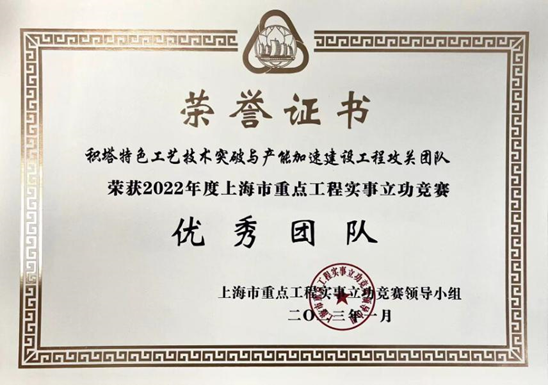 荣誉证书
积塔特色工艺技术突破与产能加速建设工程攻关团队
荣获2022年度上海市重点工程实事立功竞赛
优秀团队
上海市重点工程实事立功竞赛领导小组
二〇二三年一月